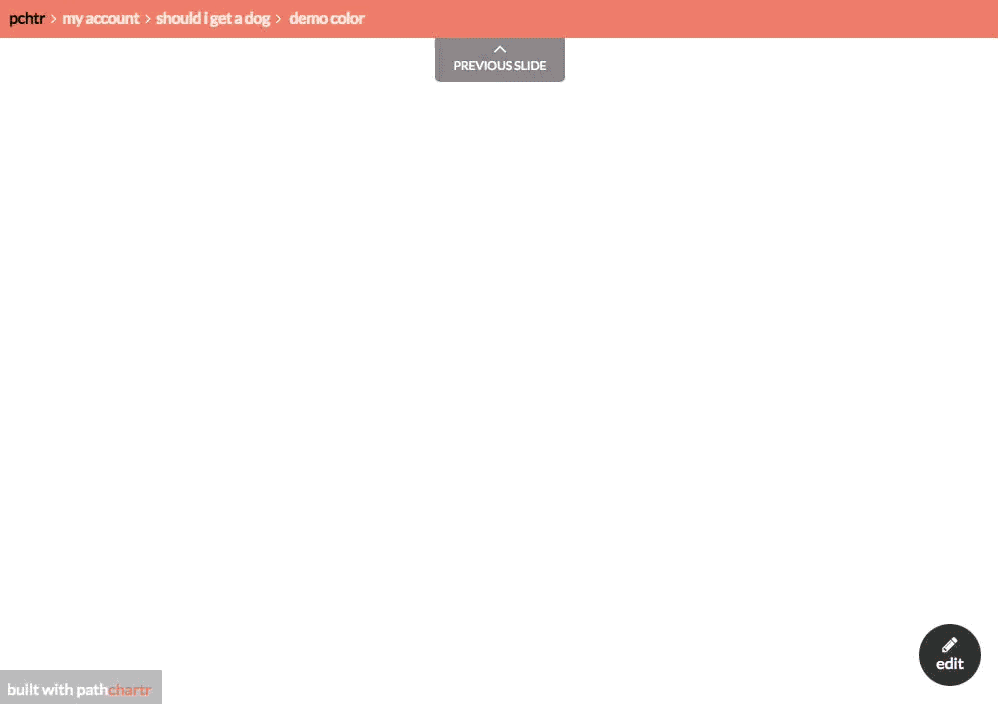 pchtr > my account > should i get a dog > demo color
PREVIOUS SLIDE
edit
built with pathchartr